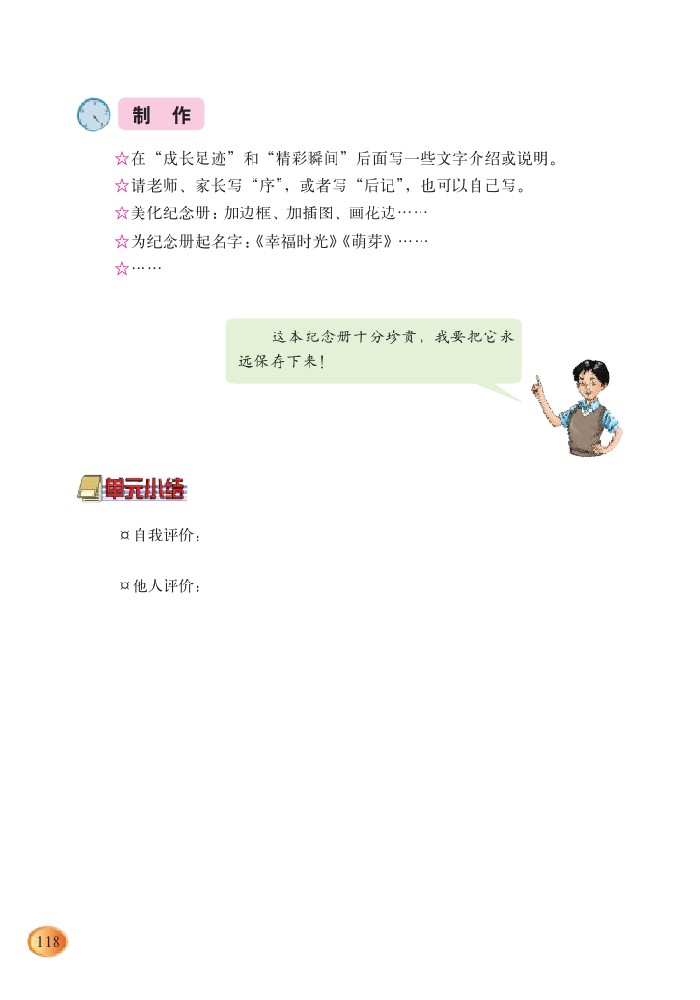 制 作
☆在“成长足迹”和“精彩瞬间”后面写一些文字介绍或说明。
☆请老师、家长写“序”，或者写“后记”，也可以自己写。
☆美化纪念册：加边框、加插图、画花边……
☆为纪念册起名字：《幸福时光》《萌芽》……
☆……
这本纪念册十分珍贵，我要把它永
远保存下来！
单元小结
¤自我评价：
¤他人评价：
118